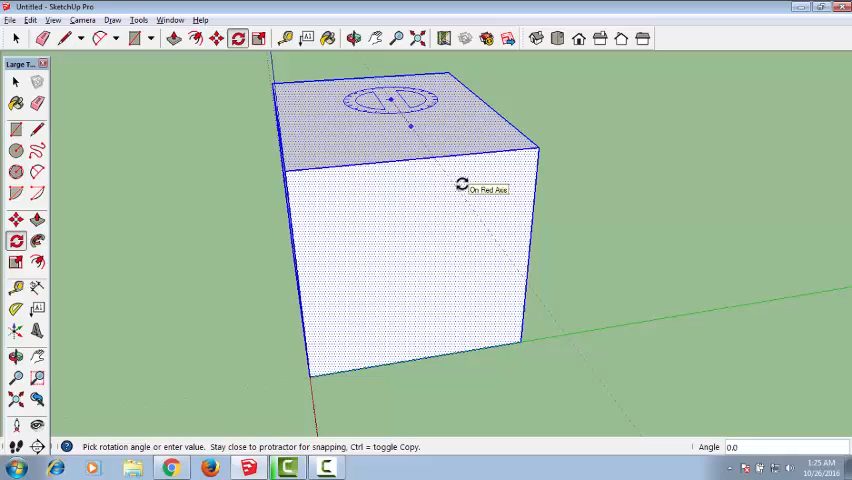 Untitled - SketchUp Pro
File Edit View Camera Draw Tools Window Help
Large T...
On Red Axis
Pick rotation angle or enter value. Stay close to protractor for snapping, Ctrl = toggle Copy.
Angle 0.0
1:25 AM
10/26/2016